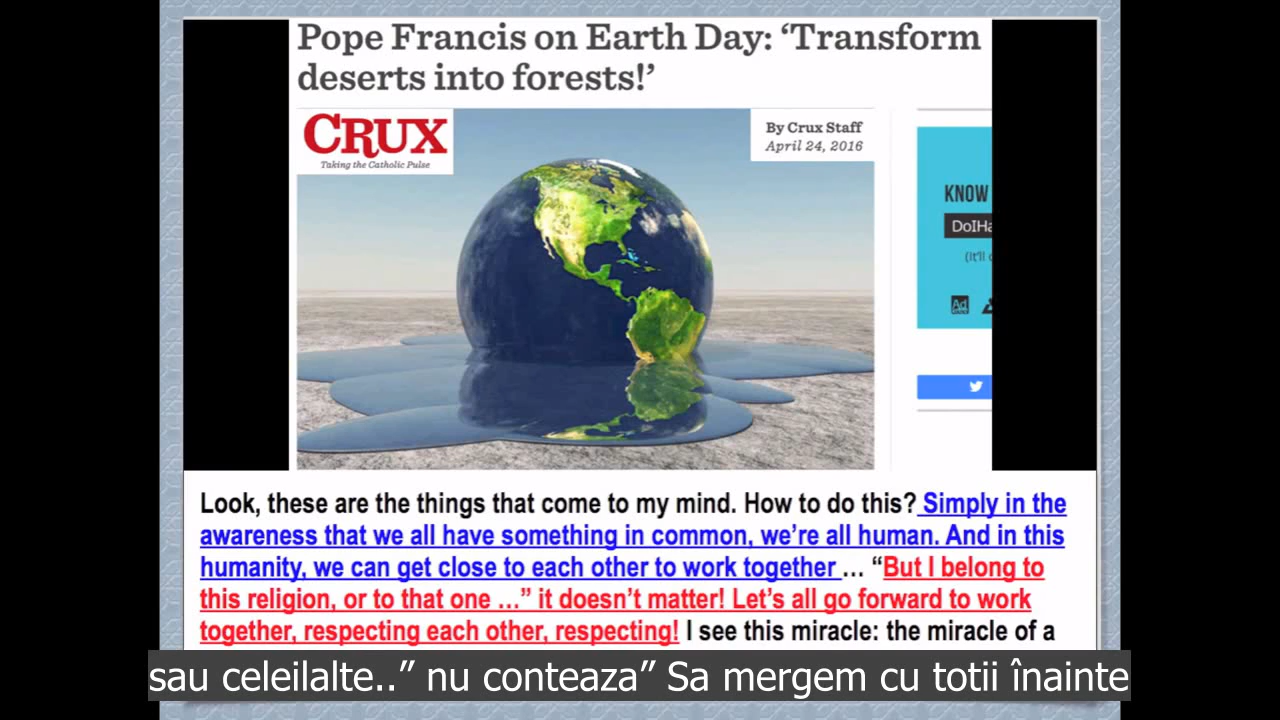 Pope Francis on Earth Day: ‘Transform
deserts into forests!’
CRUX
Taking the Catholic Pulse
By Crux Staff
April 24, 2016
KNOW
DoIHa
(It'll
Ad
Look, these are the things that come to my mind. How to do this? Simply in the
awareness that we all have something in common, we’re all human. And in this
humanity, we can get close to each other to work together ... “But I belong to
this religion, or to that one ...” it doesn’t matter! Let’s all go forward to work
together, respecting each other, respecting! I see this miracle: the miracle of a
sau celeilalte..” nu conteaza” Sa mergem cu totii înainte